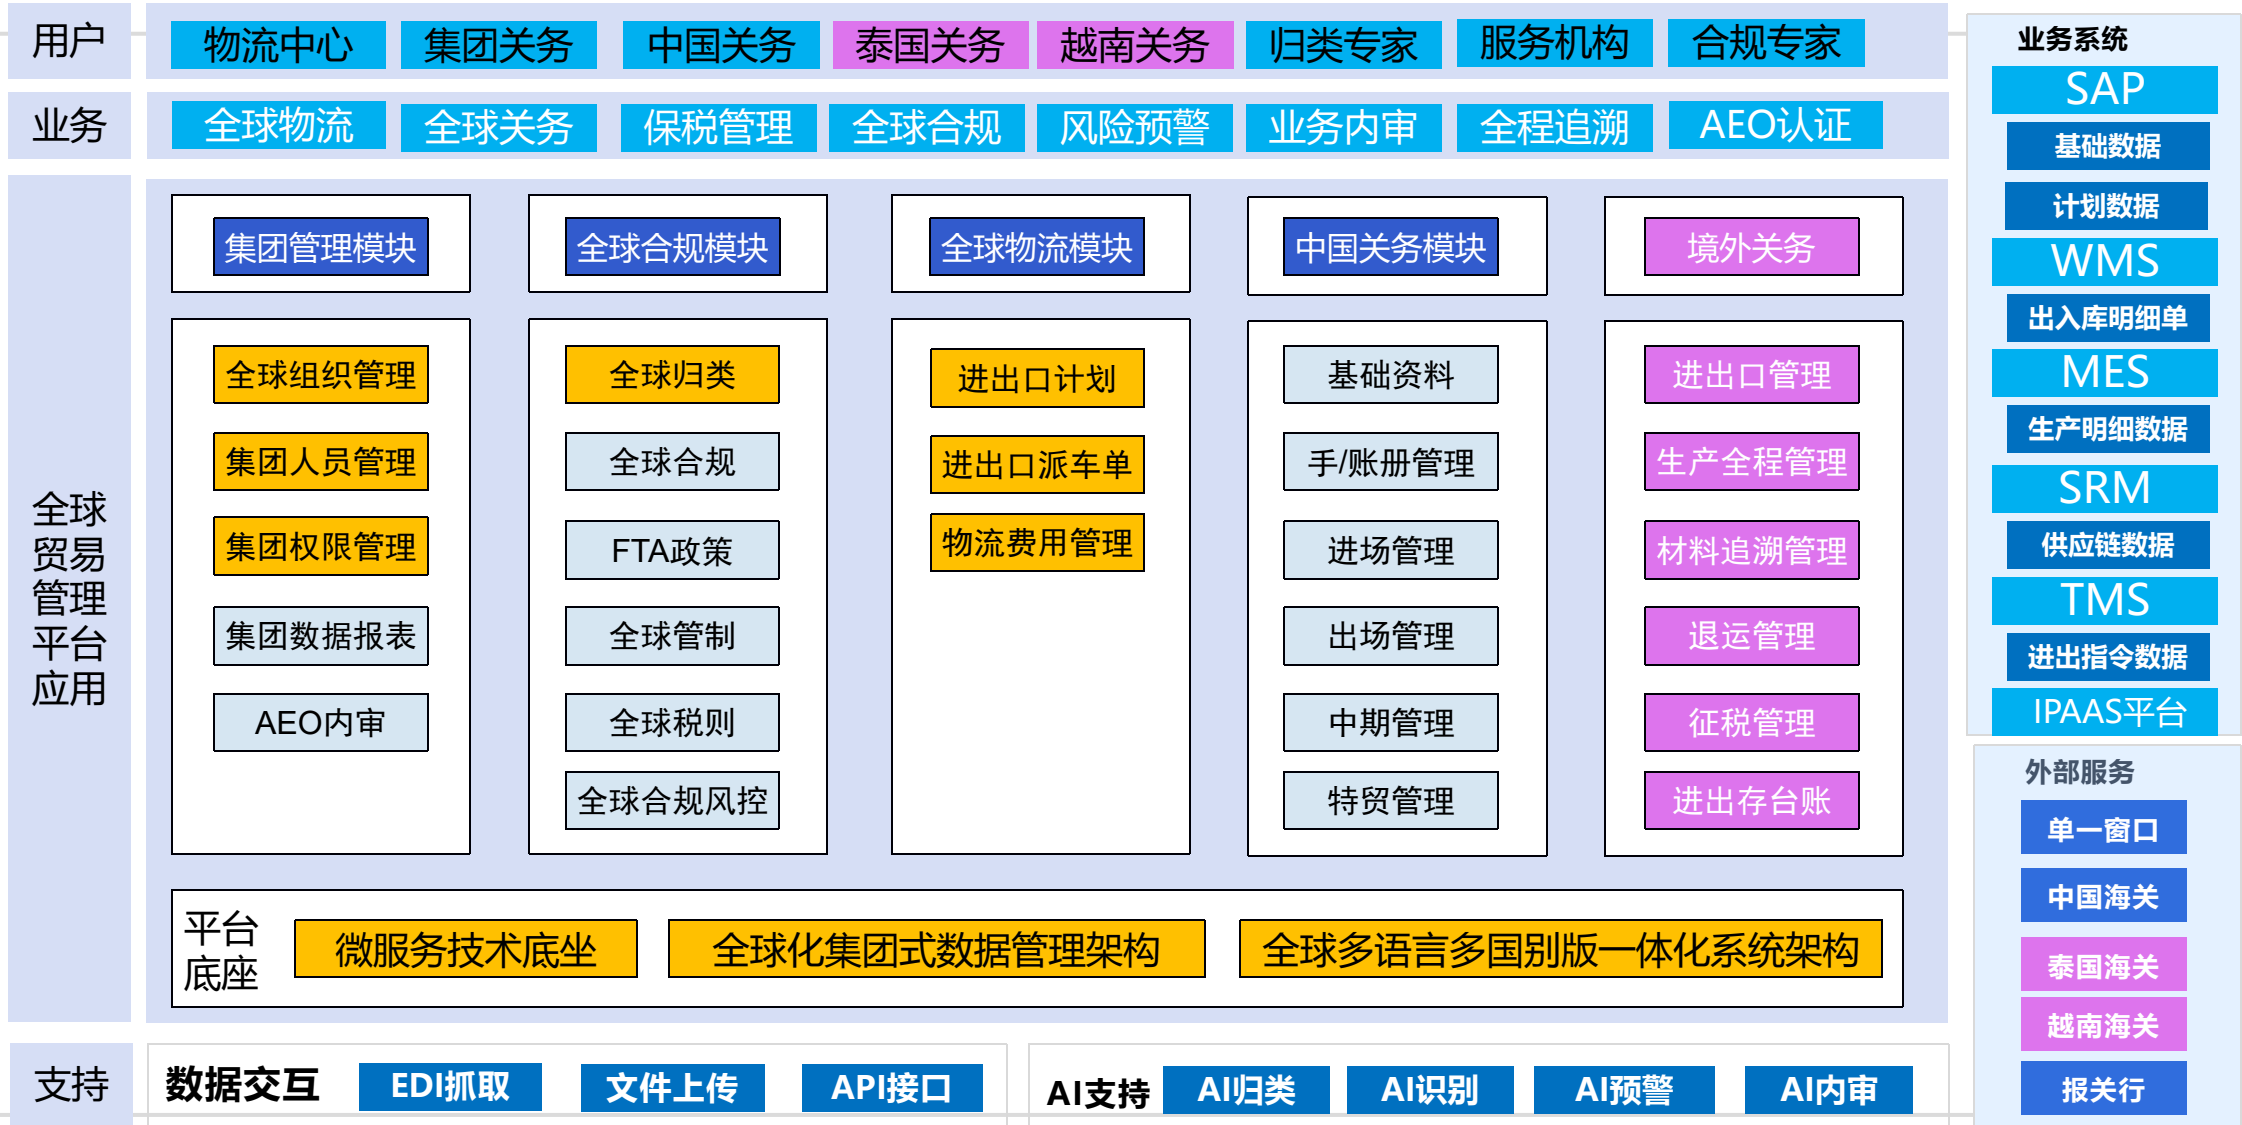 用户
物流中心
集团关务
中国关务
泰国关务
越南关务
归类专家
服务机构
合规专家
业务
全球物流
全球关务
保税管理
全球合规
风险预警
业务内审
全程追溯
AEO认证
全球
贸易
管理
平台
应用
集团管理模块
全球组织管理
集团人员管理
集团权限管理
集团数据报表
AEO内审
全球合规模块
全球归类
全球合规
FTA政策
全球管制
全球税则
全球合规风控
全球物流模块
进出口计划
进出口派车单
物流费用管理
中国关务模块
基础资料
手/账册管理
进场管理
出场管理
中期管理
特贸管理
境外关务
进出口管理
生产全程管理
材料追溯管理
退运管理
征税管理
进出存台账
平台
底座
微服务技术底坐
全球化集团式数据管理架构
全球多语言多国别版一体化系统架构
支持
数据交互
EDI抓取
文件上传
API接口
AI支持
AI归类
AI识别
AI预警
AI内审
业务系统
SAP
基础数据
计划数据
WMS
出入库明细单
MES
生产明细数据
SRM
供应链数据
TMS
进出指令数据
IPAAS平台
外部服务
单一窗口
中国海关
泰国海关
越南海关
报关行